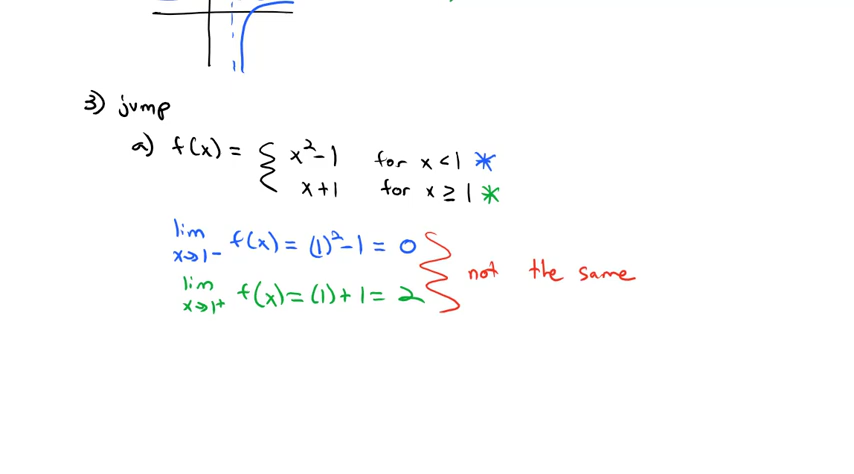 3) jump
a) f(x) = { x² - 1 for x < 1 *
x + 1 for x ≥ 1 *
lim x→1- f(x) = (1)² - 1 = 0
not the same
lim x→1+ f(x) = (1) + 1 = 2